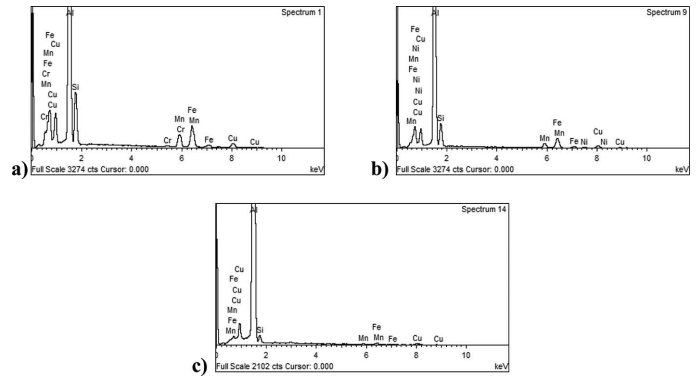 Spectrum 1
Al
Fe
Cu
Mn
Fe
Cr
Mn
Cu
Cr
Cu
Si
Fe
Mn
Cr
Cr
Fe
Cu
Cu
0 2 4 6 8 10
Full Scale 3274 cts Cursor: 0.000 keV
a)
Spectrum 9
Al
Fe
Cu
Ni
Mn
Ni
Fe
Ni
Cu
Cu
Mn
Si
Fe
Mn
Mn
Fe
Ni
Cu
Ni
Cu
0 2 4 6 8 10
Full Scale 3274 cts Cursor: 0.000 keV
b)
Spectrum 14
Al
Cu
Fe
Cu
Cu
Mn
Fe
Mn
Si
Fe
Mn
Mn
Fe
Cu
Cu
0 2 4 6 8 10
Full Scale 2102 cts Cursor: 0.000 keV
c)